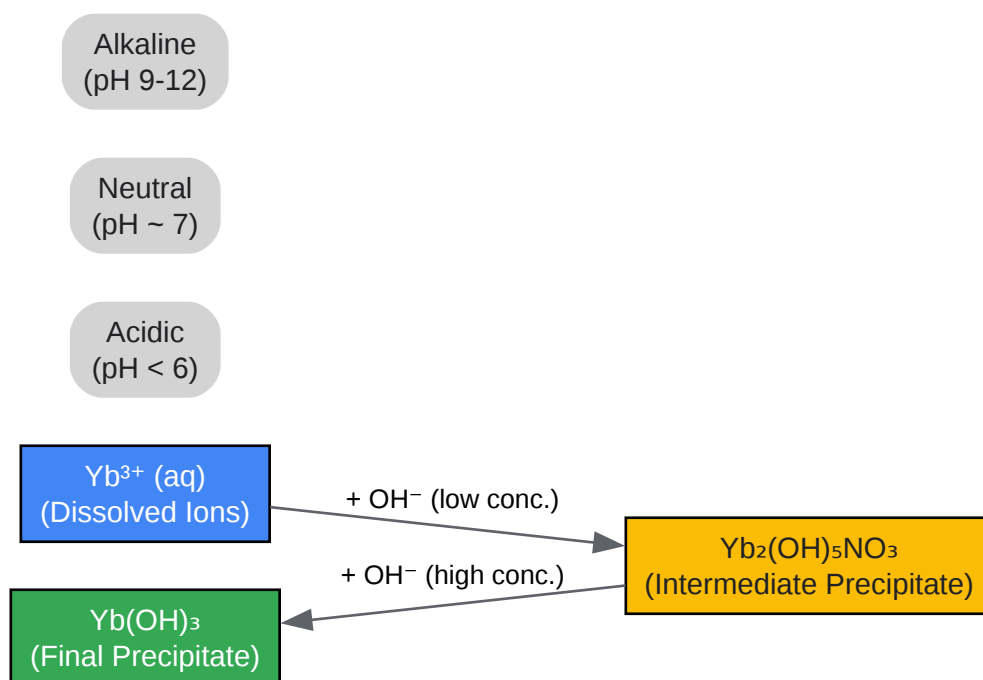 Alkaline
(pH 9-12)
Neutral
(pH ~ 7)
Acidic
(pH < 6)
Yb³⁺ (aq)
(Dissolved Ions)
+ OH⁻ (low conc.)
Yb₂(OH)₅NO₃
(Intermediate Precipitate)
+ OH⁻ (high conc.)
Yb(OH)₃
(Final Precipitate)